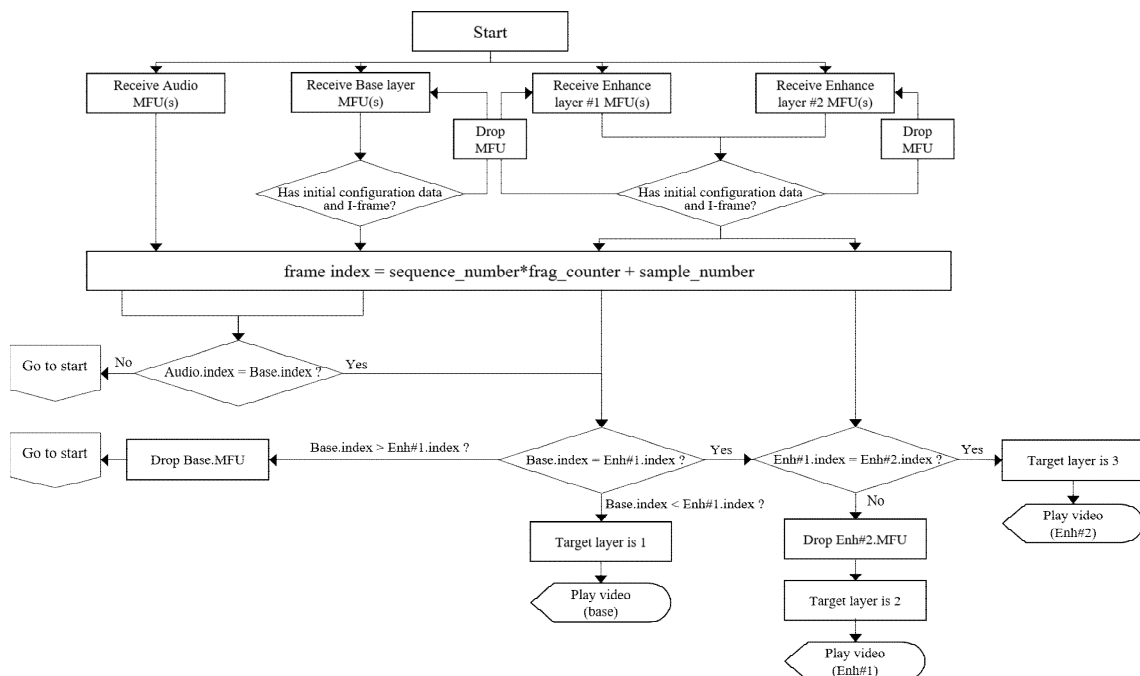 Start
Receive Audio
MFU(s)
Receive Base layer
MFU(s)
Receive Enhance
layer #1 MFU(s)
Receive Enhance
layer #2 MFU(s)
Drop
MFU
Drop
MFU
Has initial configuration data
and I-frame?
Has initial configuration data
and I-frame?
frame index = sequence_number*frag_counter + sample_number
Go to start
No
Audio.index = Base.index ?
Yes
Go to start
Drop Base.MFU
Base.index > Enh#1.index ?
Base.index = Enh#1.index ?
Yes
Enh#1.index = Enh#2.index ?
Yes
Target layer is 3
Base.index < Enh#1.index ?
No
Play video
(Enh#2)
Target layer is 1
Drop Enh#2.MFU
Play video
(base)
Target layer is 2
Play video
(Enh#1)